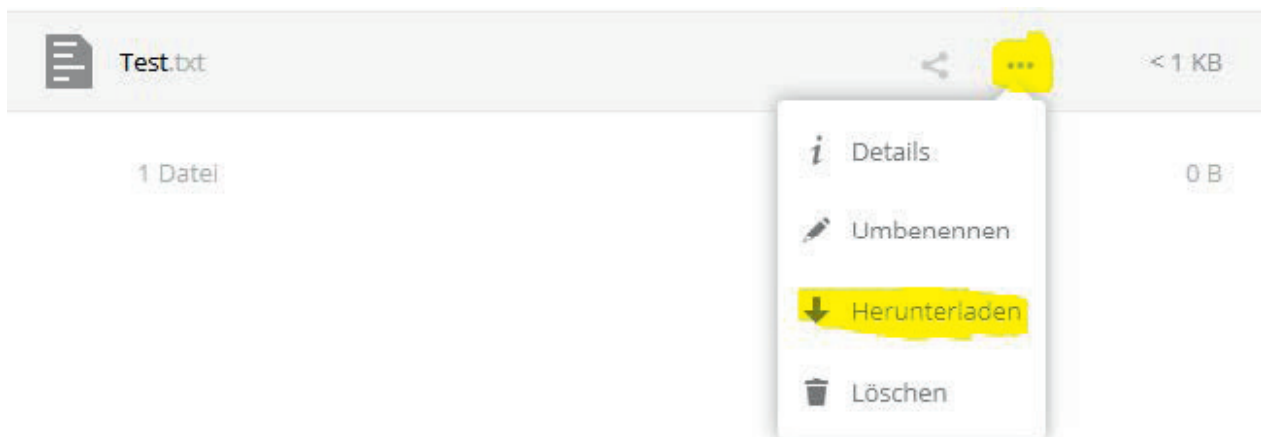 Test.txt
< 1 KB
Details
1 Datei
0 B
Umbenennen
Herunterladen
Löschen